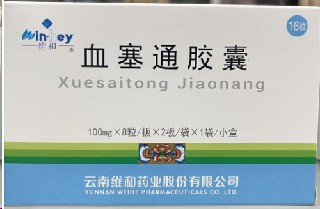 16粒
Winhey
维和
血塞通胶囊
Xuesaitong Jiaonang
100mg×8粒/板×2板/袋×1袋/小盒
云南维和药业股份有限公司
YUNNAN WEIHE PHARMACEUTICALS CO., LTD